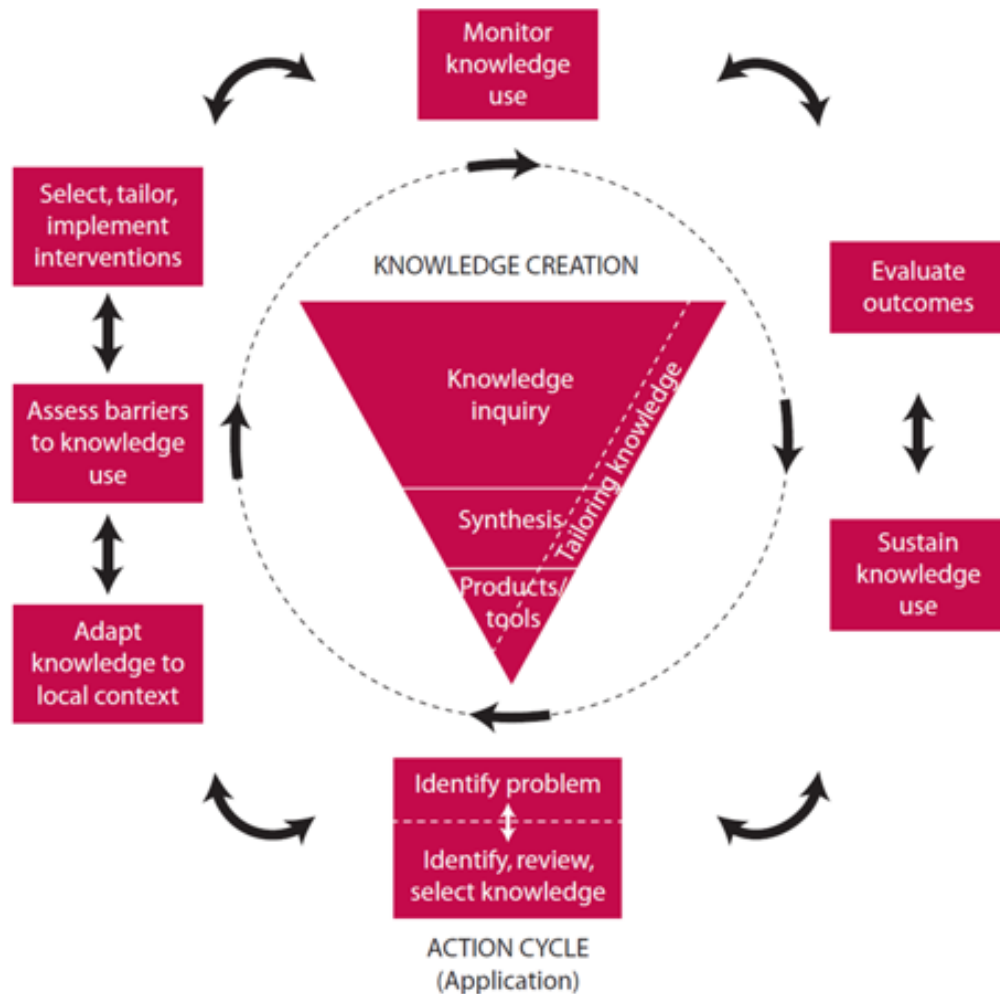 Monitor
knowledge
use
Select, tailor,
implement
interventions
KNOWLEDGE CREATION
Evaluate
outcomes
Knowledge
inquiry
Tailoring knowledge
Assess barriers
to knowledge
use
Synthesis
Products/
tools
Sustain
knowledge
use
Adapt
knowledge to
local context
Identify problem
Identify, review,
select knowledge
ACTION CYCLE
(Application)